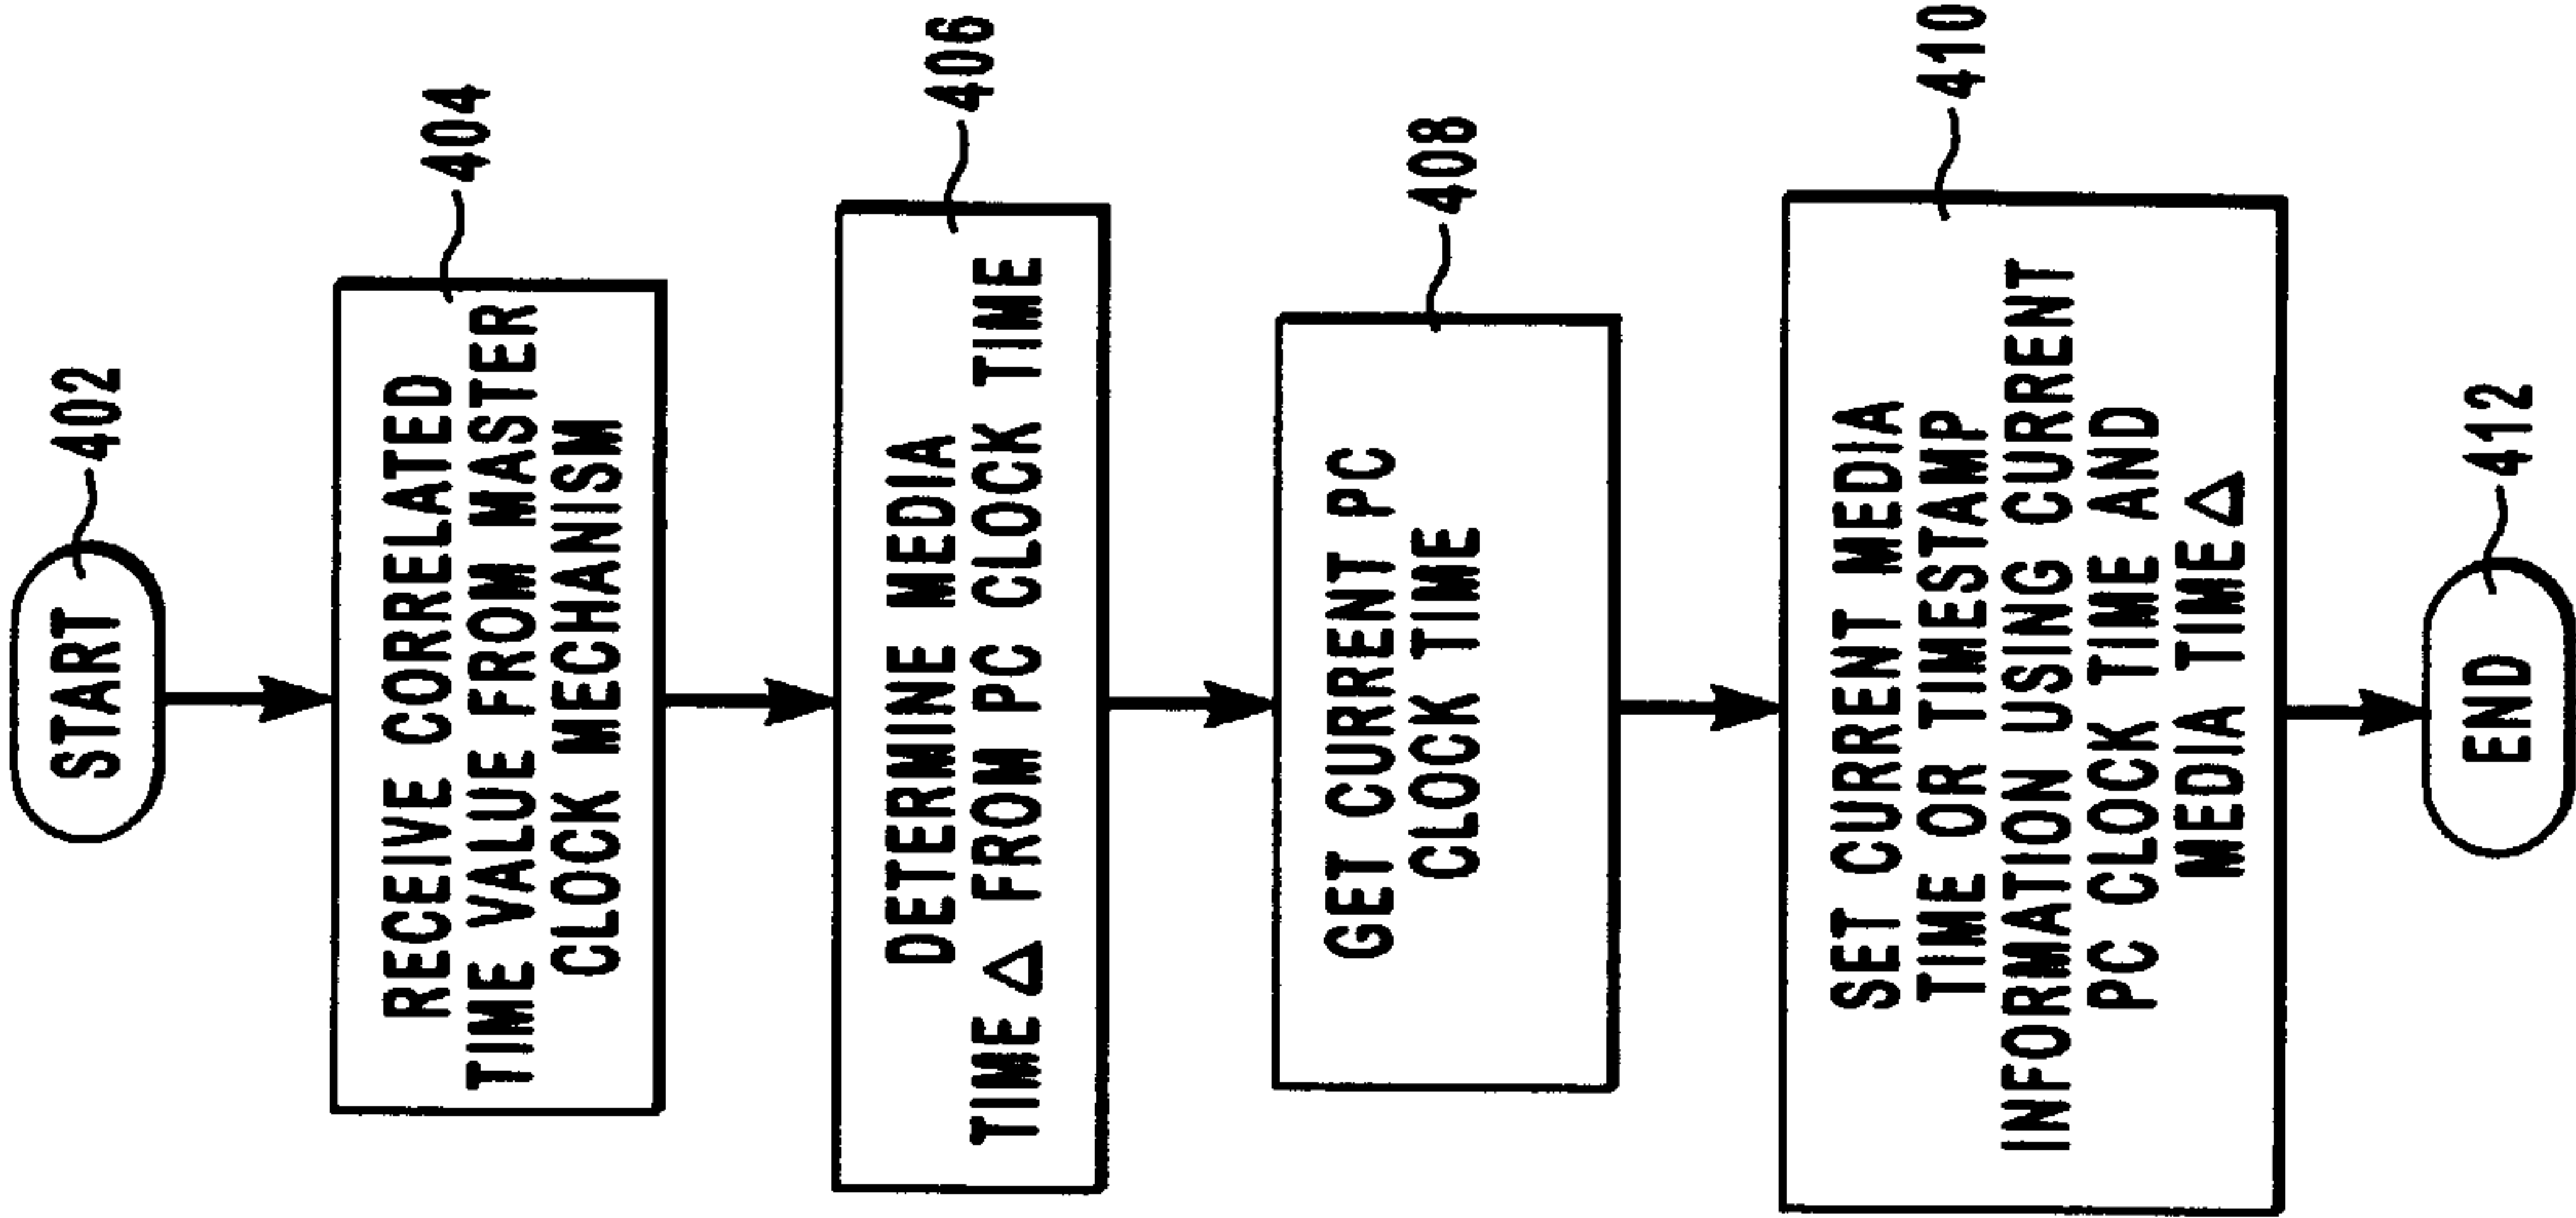 START
402
RECEIVE CORRELATED
TIME VALUE FROM MASTER
CLOCK MECHANISM
404
DETERMINE MEDIA
TIME Δ FROM PC CLOCK TIME
406
GET CURRENT PC
CLOCK TIME
408
SET CURRENT MEDIA
TIME OR TIMESTAMP
INFORMATION USING CURRENT
PC CLOCK TIME AND
MEDIA TIME Δ
410
END
412